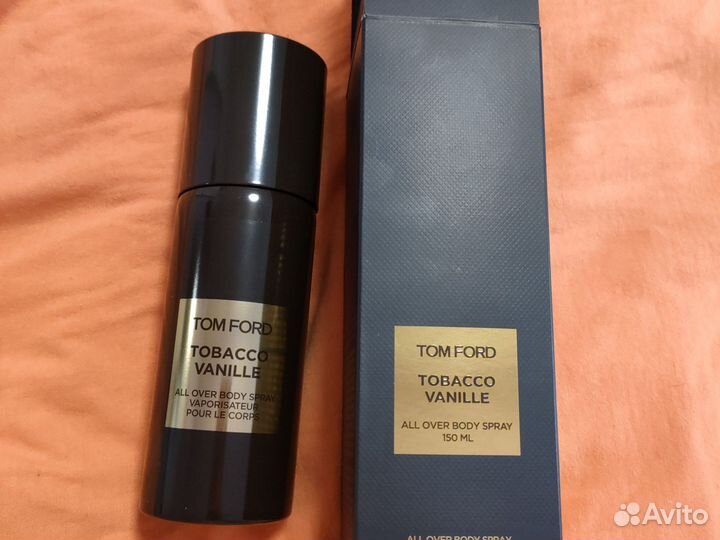 TOM FORD
TOBACCO
VANILLE
ALL OVER BODY SPRAY
VAPORISATEUR
POUR LE CORPS
TOM FORD
TOBACCO
VANILLE
ALL OVER BODY SPRAY
150 ML
ALL OVER BODY SPRAY
Avito